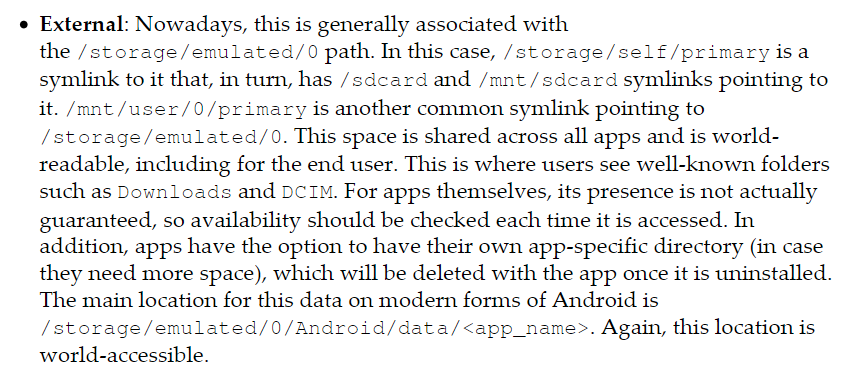 • External: Nowadays, this is generally associated with
the /storage/emulated/0 path. In this case, /storage/self/primary is a
symlink to it that, in turn, has /sdcard and /mnt/sdcard symlinks pointing to
it. /mnt/user/0/primary is another common symlink pointing to
/storage/emulated/0. This space is shared across all apps and is world-
readable, including for the end user. This is where users see well-known folders
such as Downloads and DCIM. For apps themselves, its presence is not actually
guaranteed, so availability should be checked each time it is accessed. In
addition, apps have the option to have their own app-specific directory (in case
they need more space), which will be deleted with the app once it is uninstalled.
The main location for this data on modern forms of Android is
/storage/emulated/0/Android/data/<app_name>. Again, this location is
world-accessible.